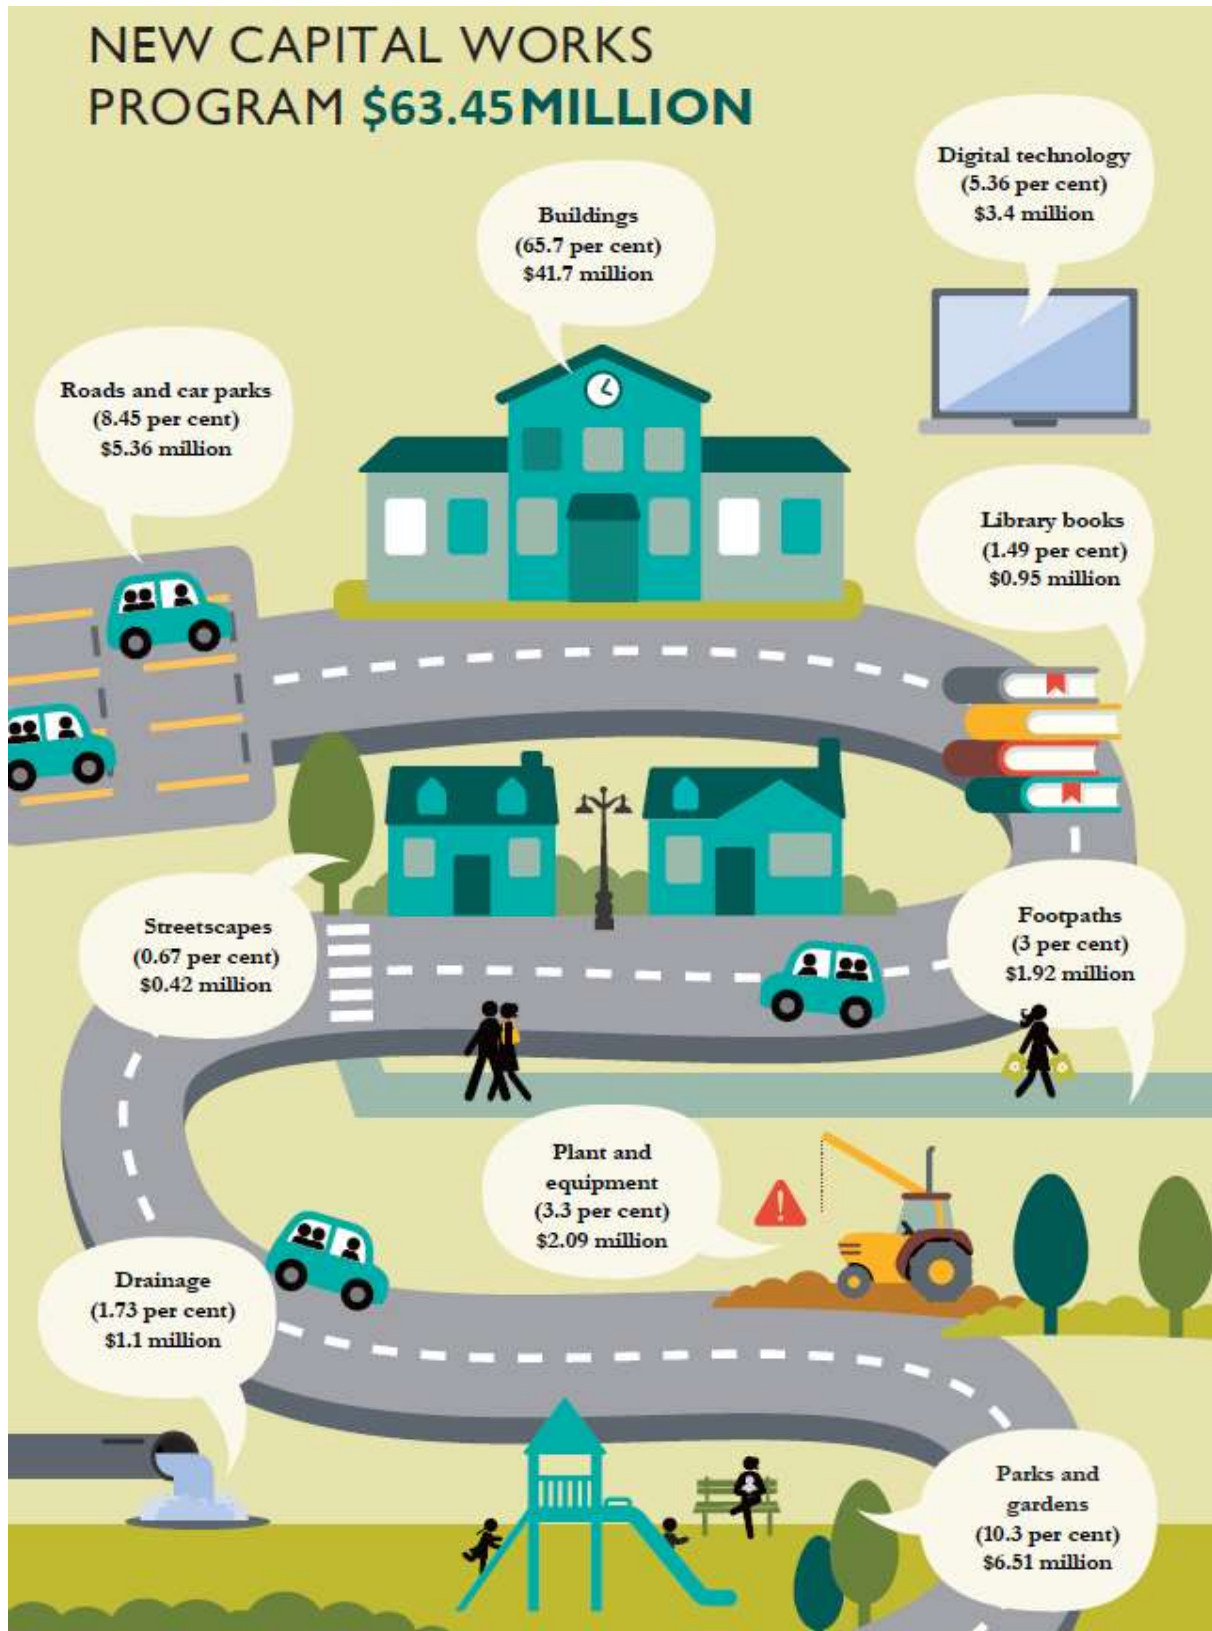 NEW CAPITAL WORKS
PROGRAM $63.45 MILLION
Digital technology
(5.36 per cent)
$3.4 million
Buildings
(65.7 per cent)
$41.7 million
Roads and car parks
(8.45 per cent)
$5.36 million
Library books
(1.49 per cent)
$0.95 million
Streetscapes
(0.67 per cent)
$0.42 million
Footpaths
(3 per cent)
$1.92 million
Plant and
equipment
(3.3 per cent)
$2.09 million
Drainage
(1.73 per cent)
$1.1 million
Parks and
gardens
(10.3 per cent)
$6.51 million